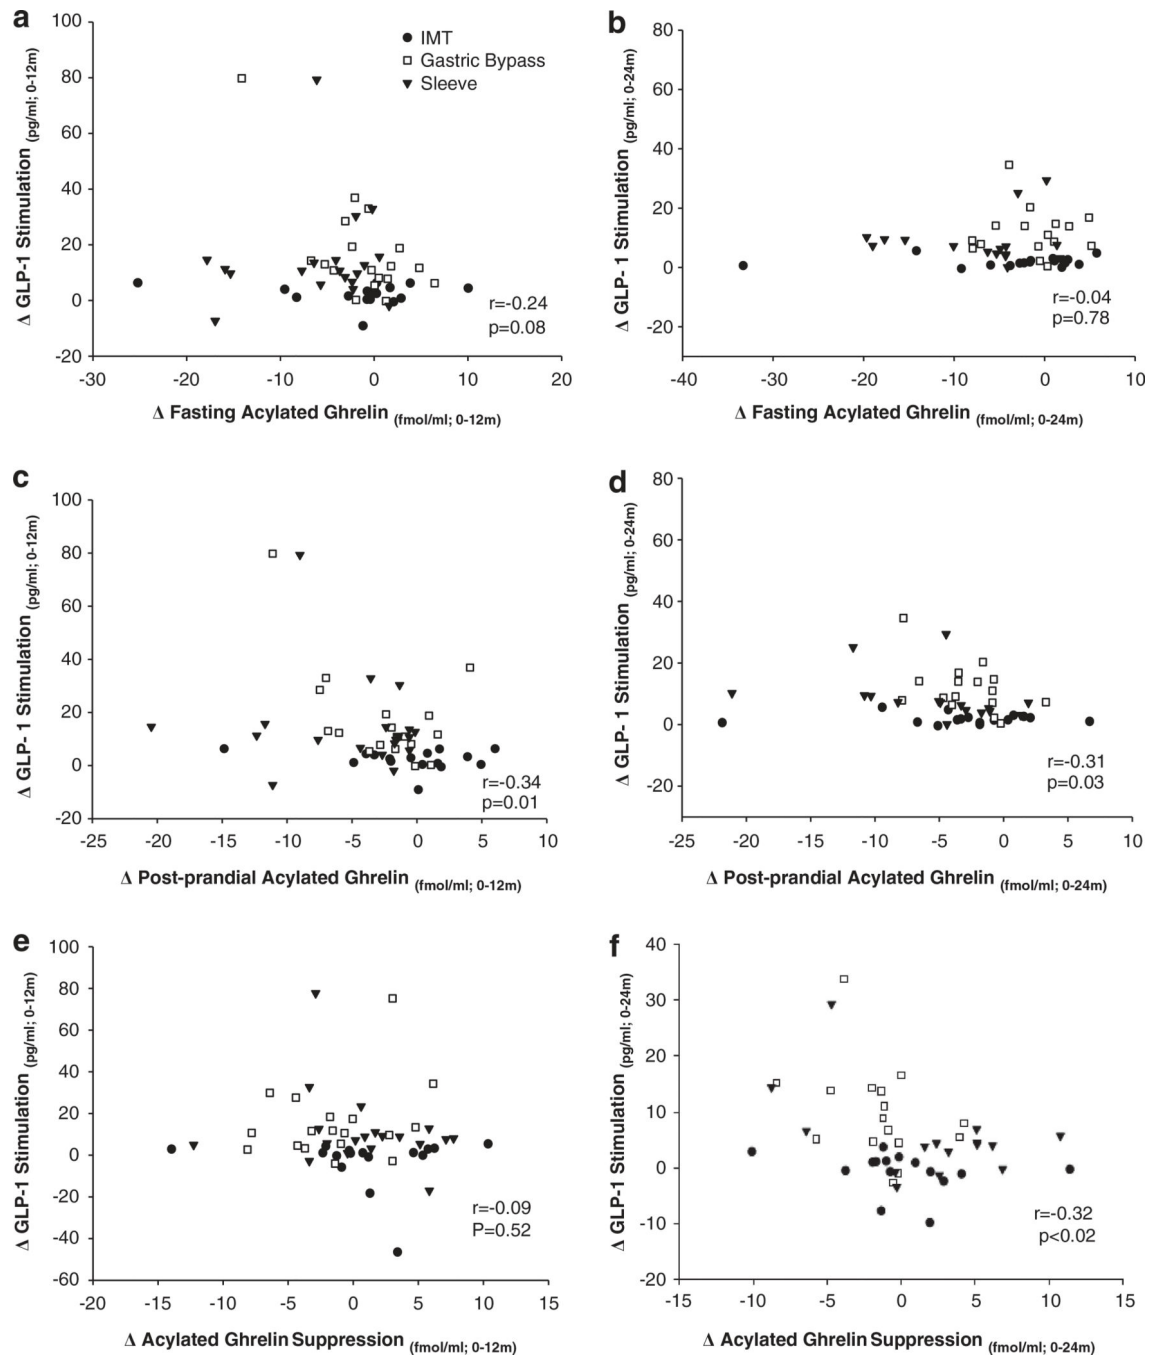 a
100
80
60
40
20
0
-20
-30 -20 -10 0 10 20
Δ GLP-1 Stimulation (pg/ml; 0-12m)
Δ Fasting Acylated Ghrelin (fmol/ml; 0-12m)
IMT
Gastric Bypass
Sleeve
r=-0.24
p=0.08
b
80
60
40
20
0
-20
-40 -30 -20 -10 0 10
Δ GLP- 1 Stimulation (pg/ml; 0-24m)
Δ Fasting Acylated Ghrelin (fmol/ml; 0-24m)
r=-0.04
p=0.78
c
100
80
60
40
20
0
-20
-25 -20 -15 -10 -5 0 5 10
Δ GLP- 1 Stimulation (pg/ml; 0-12m)
Δ Post-prandial Acylated Ghrelin (fmol/ml; 0-12m)
r=-0.34
p=0.01
d
80
60
40
20
0
-20
-25 -20 -15 -10 -5 0 5 10
Δ GLP- 1 Stimulation (pg/ml; 0-24m)
Δ Post-prandial Acylated Ghrelin (fmol/ml; 0-24m)
r=-0.31
p=0.03
e
100
80
60
40
20
0
-20
-40
-60
-20 -15 -10 -5 0 5 10 15
Δ GLP-1 Stimulation (pg/ml; 0-12m)
Δ Acylated Ghrelin Suppression (fmol/ml; 0-12m)
r=-0.09
P=0.52
f
40
30
20
10
0
-10
-20
-15 -10 -5 0 5 10 15
Δ GLP-1 Stimulation (pg/ml; 0-24m)
Δ Acylated Ghrelin Suppression (fmol/ml; 0-24m)
r=-0.32
p<0.02